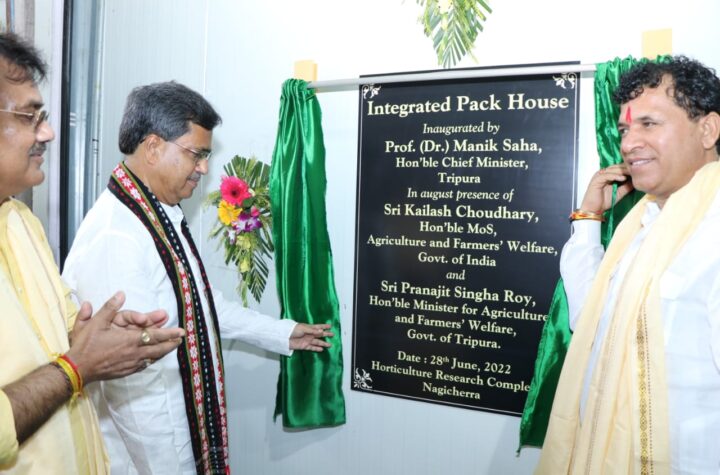 Integrated Pack House
Inaugurated by
Prof. (Dr.) Manik Saha,
Hon'ble Chief Minister,
Tripura
In august presence of
Sri Kailash Choudhary,
Hon'ble MoS,
Agriculture and Farmers' Welfare,
Govt. of India
and
Sri Pranajit Singha Roy,
Hon'ble Minister for Agriculture
and Farmers' Welfare,
Govt. of Tripura.
Date : 28th June, 2022
Horticulture Research Comple
Nagicherra